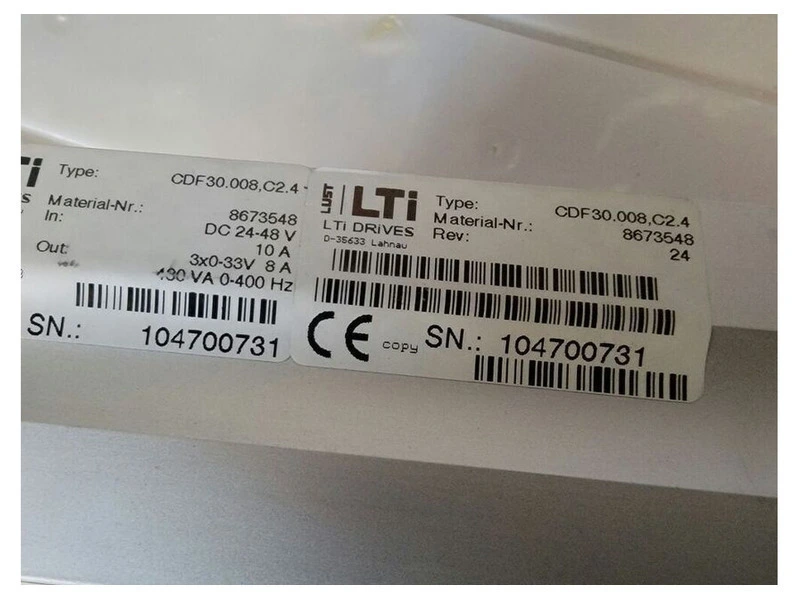 Ti
Type: CDF30.008,C2.4
Material-Nr.: 8673548
In: DC 24-48 V
10 A
Out: 3x0-33V 8 A
VA 0-400 Hz
SN.: 104700731
LUST LTi
LTi DRIVES
D-35633 Lahnau
Type: CDF30.008,C2.4
Material-Nr.: 8673548
Rev: 24
CE copy SN.: 104700731